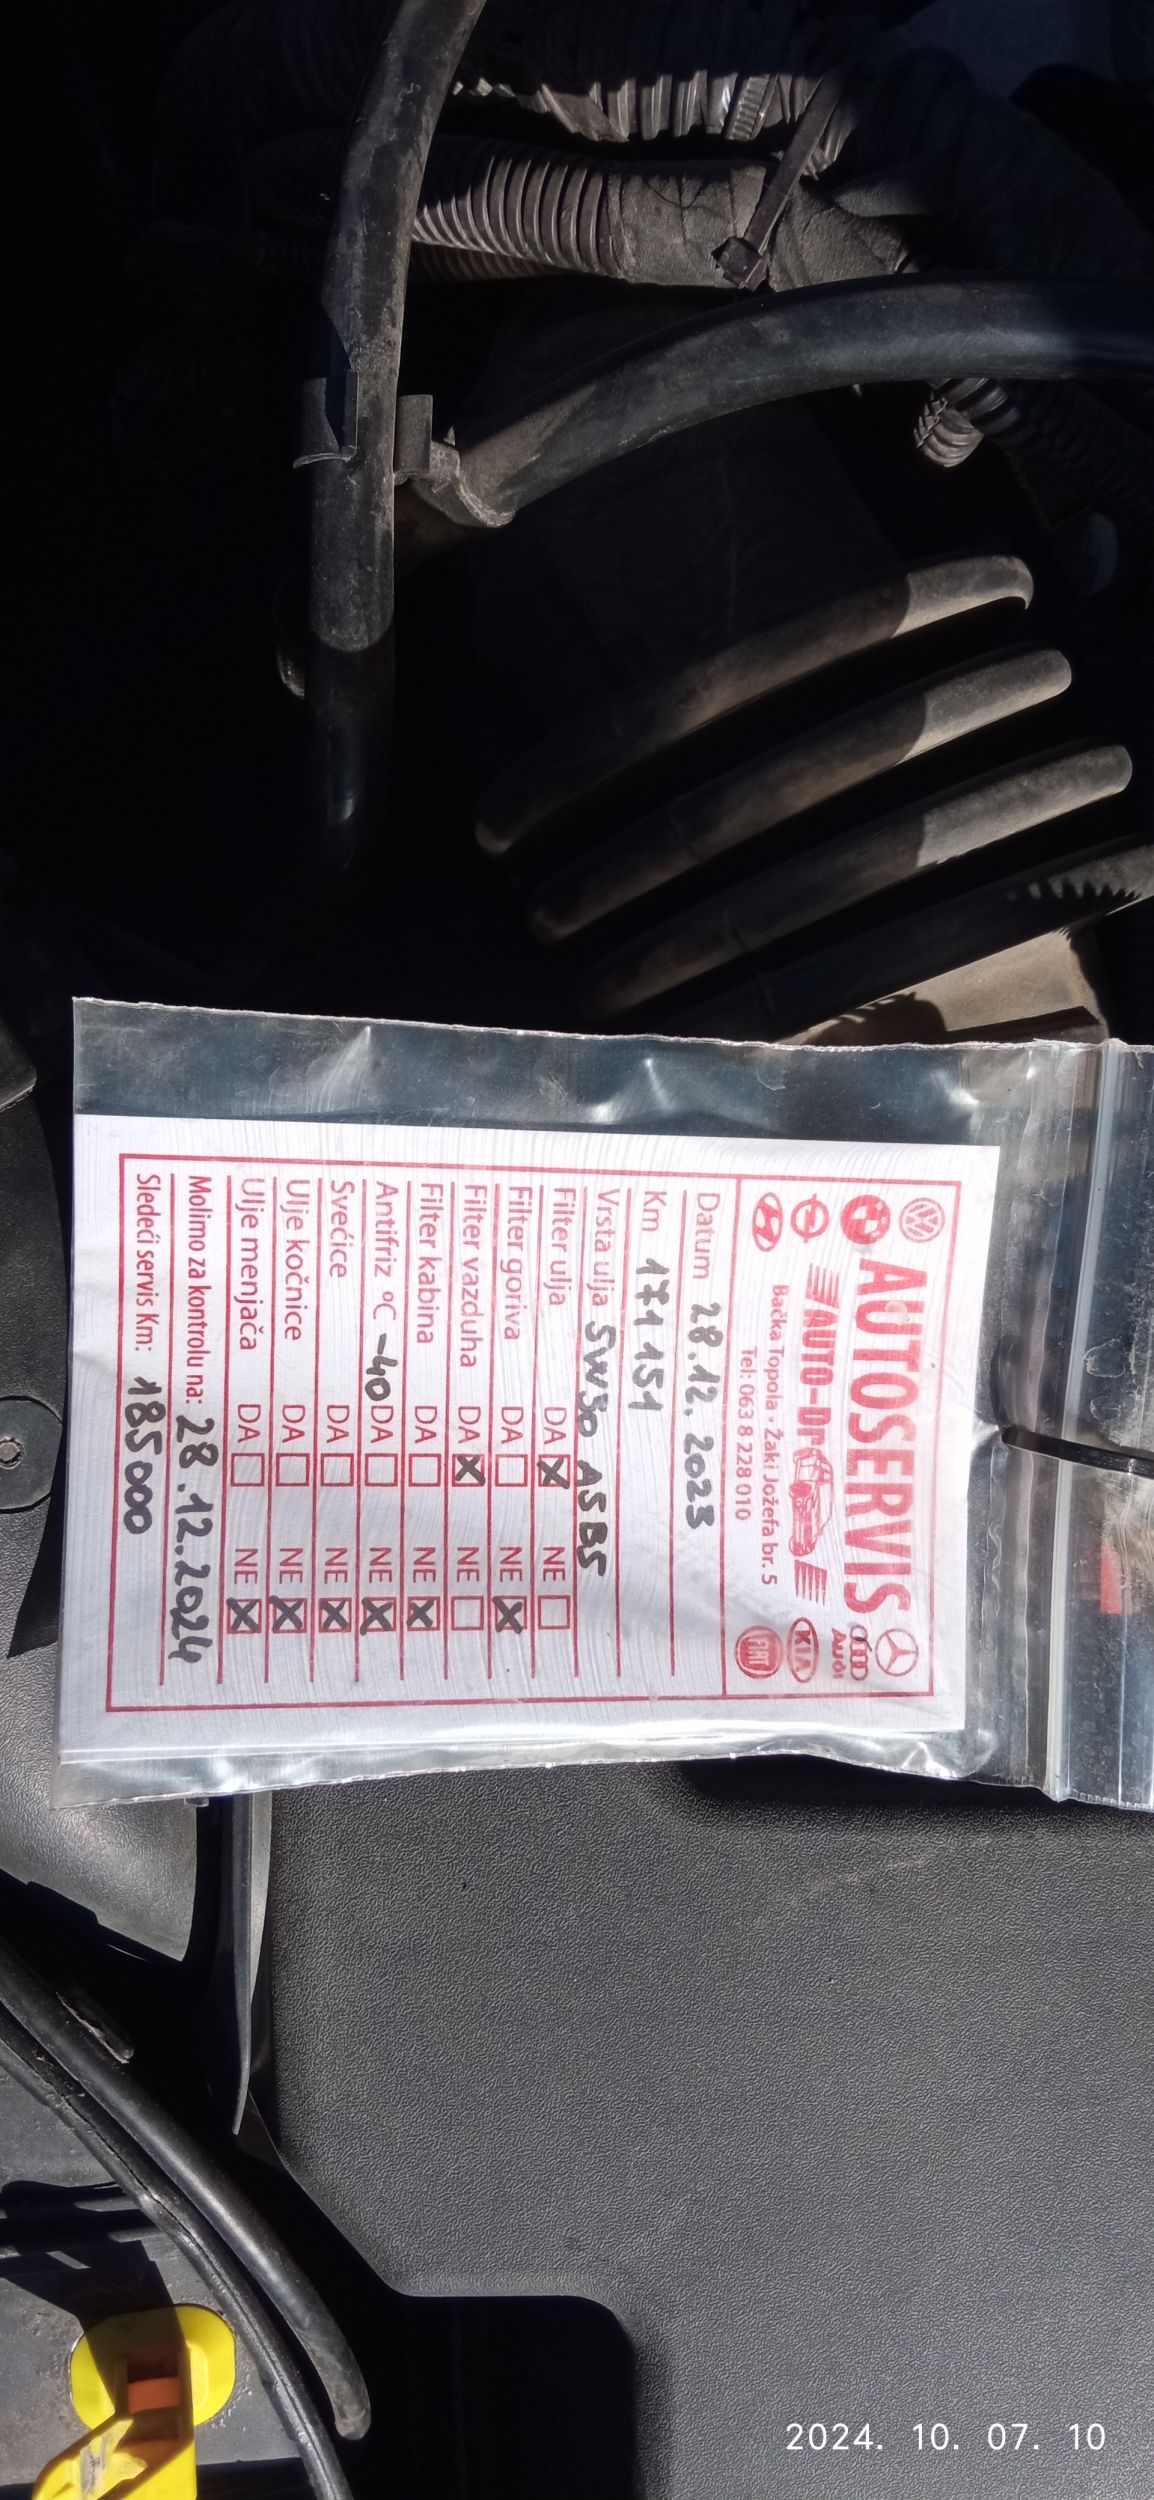 AUTOSERVIS
AUTO-Dr
Audi
KIA
FIAT
Bačka Topola · Žaki Jožefa br. 5
Tel: 063 8 228 010
Datum 28.12.2023
Km 171 151
Vrsta ulja 5W30 A5B5
Filter ulja DA X NE
Filter goriva DA NE X
Filter vazduha DA X NE
Filter kabina DA NE X
Antifriz °C -40 DA NE X
Svećice DA NE X
Ulje kočnice DA NE X
Ulje menjača DA NE X
Molimo za kontrolu na: 28.12.2024
Sledeći servis Km: 185000
2024. 10. 07. 10